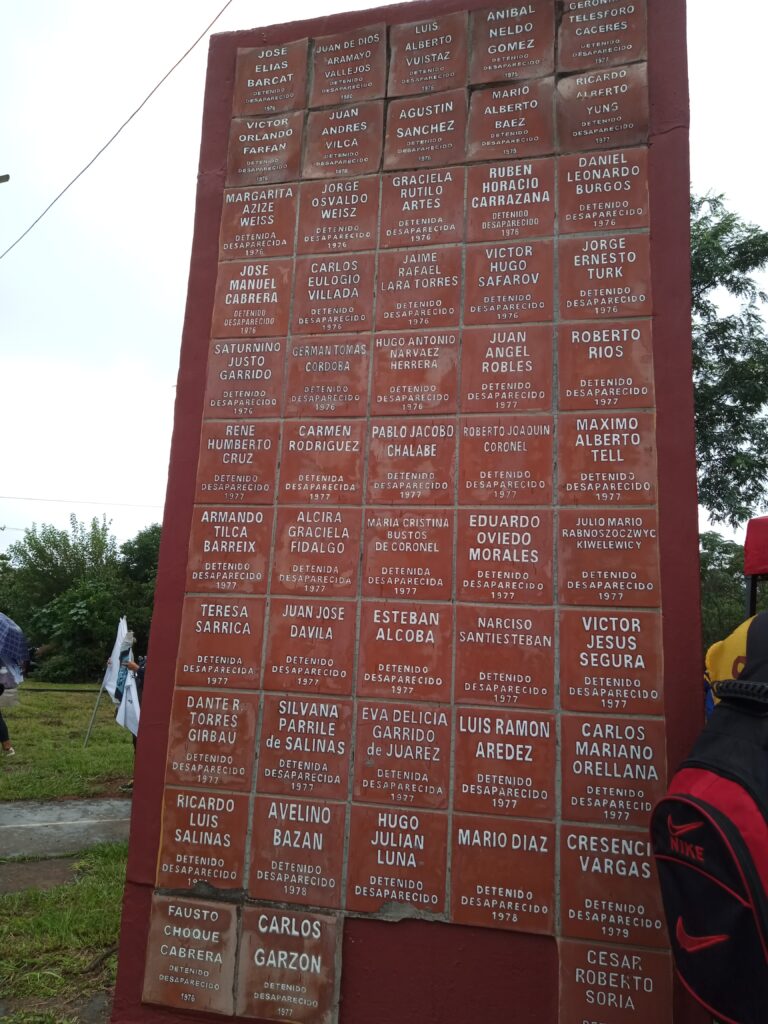 JOSE
ELIAS
BARCAT
DETENIDO
DESAPARECIDO
1976
JUAN DE DIOS
ARAMAYO
VALLEJOS
DETENIDO
DESAPARECIDO
1980
LUIS
ALBERTO
VUISTAZ
DETENIDO
DESAPARECIDO
1976
ANIBAL
NELDO
GOMEZ
DETENIDO
DESAPARECIDO
1975
TELESFORO
CACERES
DETENIDO
DESAPARECIDO
1976
VICTOR
ORLANDO
FARFAN
DETENIDO
DESAPARECIDO
1976
JUAN
ANDRES
VILCA
DETENIDO
DESAPARECIDO
1976
AGUSTIN
SANCHEZ
DETENIDO
DESAPARECIDO
1976
MARIO
ALBERTO
BAEZ
DETENIDO
DESAPARECIDO
1975
RICARDO
ALBERTO
YUNG
DETENIDO
DESAPARECIDO
1977
MARGARITA
AZIZE
WEISS
DETENIDA
DESAPARECIDA
1976
JORGE
OSVALDO
WEISZ
DETENIDO
DESAPARECIDO
1976
GRACIELA
RUTILO
ARTES
DETENIDA
DESAPARECIDA
1976
RUBEN
HORACIO
CARRAZANA
DETENIDO
DESAPARECIDO
1976
DANIEL
LEONARDO
BURGOS
DETENIDO
DESAPARECIDO
1976
JOSE
MANUEL
CABRERA
DETENIDO
DESAPARECIDO
1976
CARLOS
EULOGIO
VILLADA
DETENIDO
DESAPARECIDO
1976
JAIME
RAFAEL
LARA TORRES
DETENIDO
DESAPARECIDO
1976
VICTOR
HUGO
SAFAROV
DETENIDO
DESAPARECIDO
1976
JORGE
ERNESTO
TURK
DETENIDO
DESAPARECIDO
1976
SATURNINO
JUSTO
GARRIDO
DETENIDO
DESAPARECIDO
1976
GERMAN TOMAS
CORDOBA
DETENIDO
DESAPARECIDO
1976
HUGO ANTONIO
NARVAEZ
HERRERA
DETENIDO
DESAPARECIDO
1976
JUAN
ANGEL
ROBLES
DETENIDO
DESAPARECIDO
1977
ROBERTO
RIOS
DETENIDO
DESAPARECIDO
1977
RENE
HUMBERTO
CRUZ
DETENIDO
DESAPARECIDO
1977
CARMEN
RODRIGUEZ
DETENIDA
DESAPARECIDA
1977
PABLO JACOBO
CHALABE
DETENIDO
DESAPARECIDO
1977
ROBERTO JOAQUIN
CORONEL
DETENIDO
DESAPARECIDO
1977
MAXIMO
ALBERTO
TELL
DETENIDO
DESAPARECIDO
1977
ARMANDO
TILCA
BARREIX
DETENIDO
DESAPARECIDO
1977
ALCIRA
GRACIELA
FIDALGO
DETENIDA
DESAPARECIDA
1977
MARIA CRISTINA
BUSTOS
DE CORONEL
DETENIDA
DESAPARECIDA
1977
EDUARDO
OVIEDO
MORALES
DETENIDO
DESAPARECIDO
1977
JULIO MARIO
RABNOSZOCZWYC
KIWELEWICY
DETENIDO
DESAPARECIDO
1977
TERESA
SARRICA
DETENIDA
DESAPARECIDA
1977
JUAN JOSE
DAVILA
DETENIDO
DESAPARECIDO
1977
ESTEBAN
ALCOBA
DETENIDO
DESAPARECIDO
1977
NARCISO
SANTIESTEBAN
DETENIDO
DESAPARECIDO
1977
VICTOR
JESUS
SEGURA
DETENIDO
DESAPARECIDO
1977
DANTE R.
TORRES
GIRBAU
DETENIDO
DESAPARECIDO
1977
SILVANA
PARRILE
de SALINAS
DETENIDA
DESAPARECIDA
1977
EVA DELICIA
GARRIDO
de JUAREZ
DETENIDA
DESAPARECIDA
1977
LUIS RAMON
AREDEZ
DETENIDO
DESAPARECIDO
1977
CARLOS
MARIANO
ORELLANA
DETENIDO
DESAPARECIDO
1977
RICARDO
LUIS
SALINAS
DETENIDO
DESAPARECIDO
AVELINO
BAZAN
DETENIDO
DESAPARECIDO
1978
HUGO
JULIAN
LUNA
DETENIDO
DESAPARECIDO
MARIO DIAZ
DETENIDO
DESAPARECIDO
1978
VARGAS
DETENIDO
DESAPARECIDO
1979
FAUSTO
CHOQUE
CABRERA
DETENIDO
DESAPARECIDO
1976
CARLOS
GARZON
DETENIDO
DESAPARECIDO
1977
CESAR
ROBERTO
SORIA
DETENIDO
DESAPARECIDO
NIKE